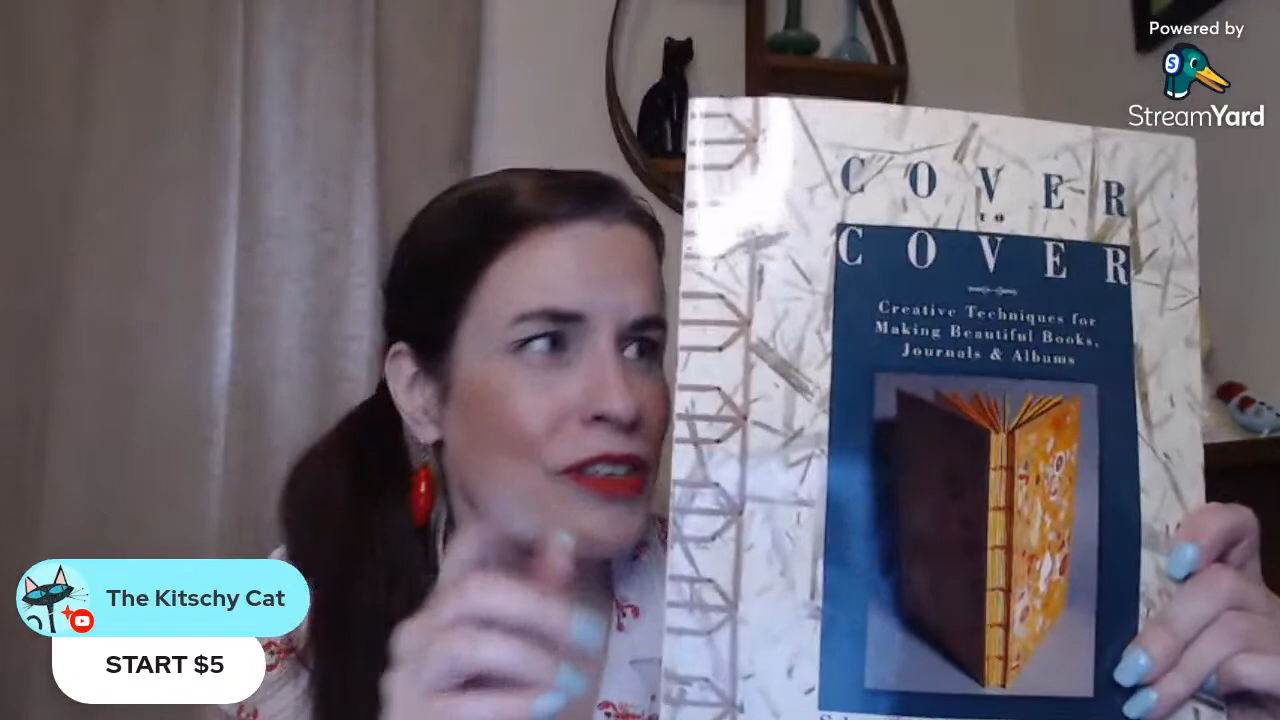 Powered by
StreamYard
COVER
TO
COVER
Creative Techniques for
Making Beautiful Books,
Journals & Albums
The Kitschy Cat
START $5